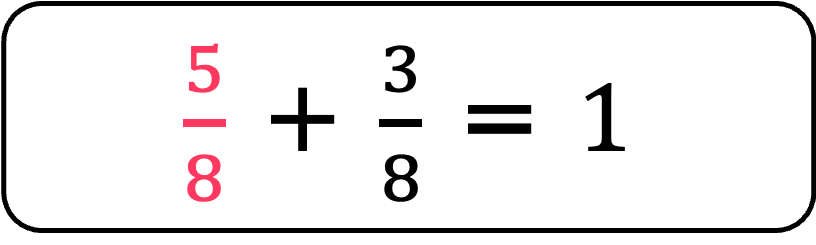 5/8 + 3/8 = 1